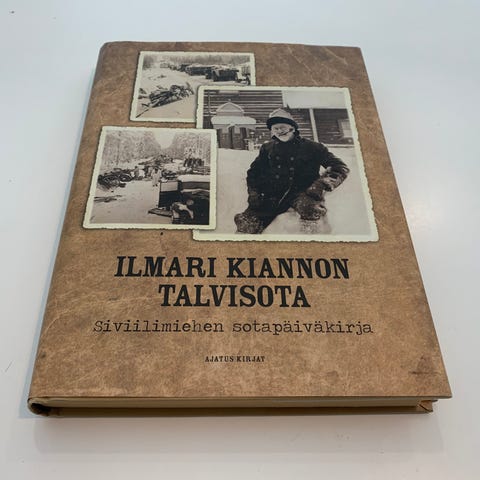 ILMARI KIANNON
TALVISOTA
Siviilimiehen sotapäiväkirja
AJATUS KIRJAT